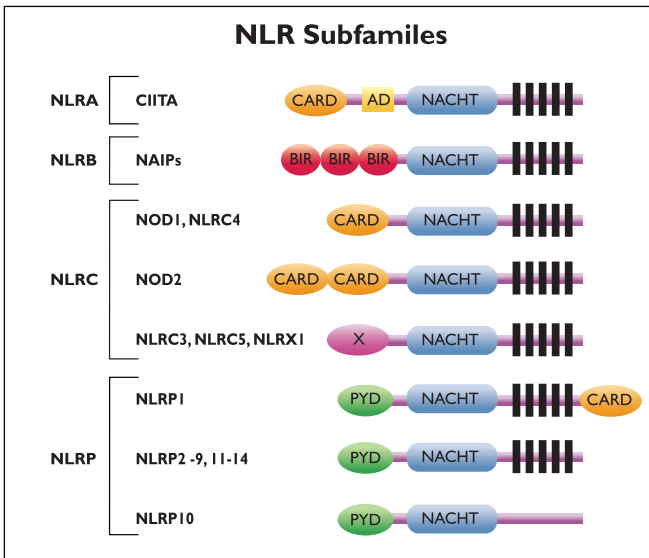 NLR Subfamiles
NLRA CIITA CARD AD NACHT
NLRB NAIPs BIR BIR BIR NACHT
NOD1, NLRC4 CARD NACHT
NLRC NOD2 CARD CARD NACHT
NLRC3, NLRC5, NLRX1 X NACHT
NLRP1 PYD NACHT CARD
NLRP NLRP2 -9, 11-14 PYD NACHT
NLRP10 PYD NACHT